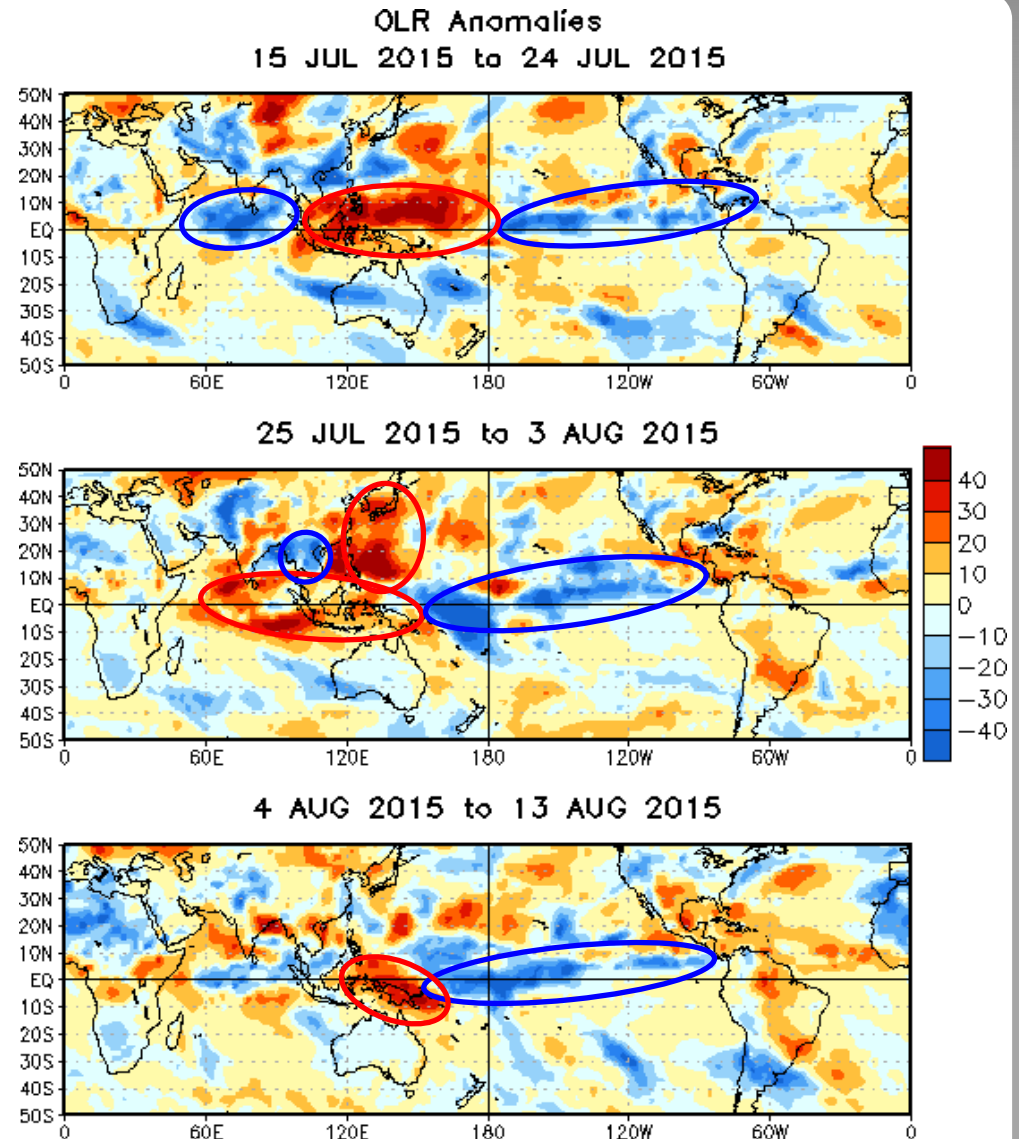 OLR Anomalies
15 JUL 2015 to 24 JUL 2015
50N
40N
30N
20N
10N
EQ
10S
20S
30S
40S
50S
0 60E 120E 180 120W 60W 0
25 JUL 2015 to 3 AUG 2015
50N
40N
30N
20N
10N
EQ
10S
20S
30S
40S
50S
0 60E 120E 180 120W 60W 0
40
30
20
10
0
−10
−20
−30
−40
4 AUG 2015 to 13 AUG 2015
50N
40N
30N
20N
10N
EQ
10S
20S
30S
40S
50S
0 60E 120E 180 120W 60W 0